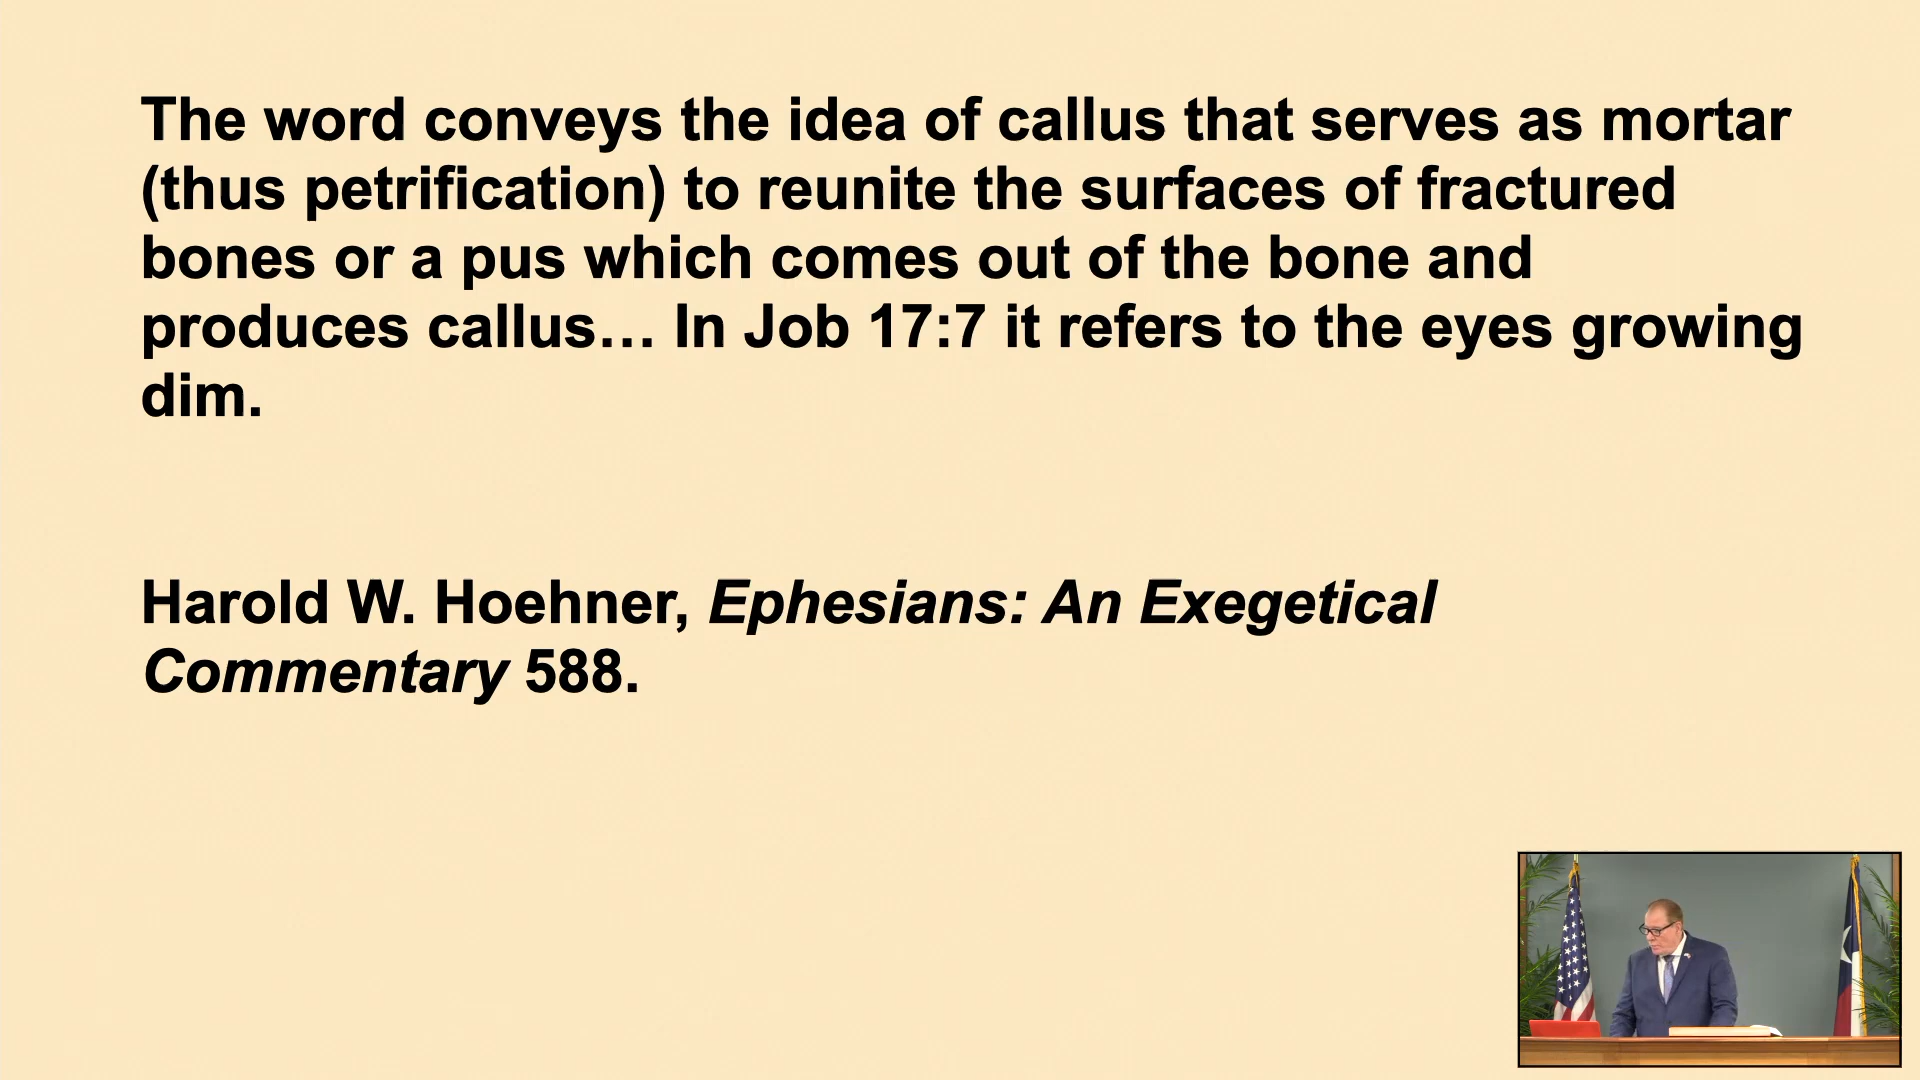 The word conveys the idea of callus that serves as mortar
(thus petrification) to reunite the surfaces of fractured
bones or a pus which comes out of the bone and
produces callus… In Job 17:7 it refers to the eyes growing
dim.
Harold W. Hoehner, Ephesians: An Exegetical
Commentary 588.